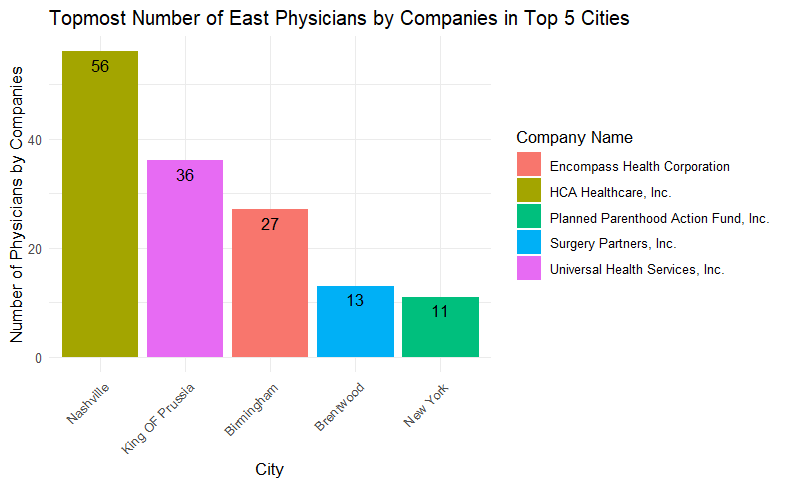 Topmost Number of East Physicians by Companies in Top 5 Cities
Number of Physicians by Companies
40
20
0
56
36
27
13
11
Nashville
King OF Prussia
Birmingham
Brentwood
New York
City
Company Name
Encompass Health Corporation
HCA Healthcare, Inc.
Planned Parenthood Action Fund, Inc.
Surgery Partners, Inc.
Universal Health Services, Inc.